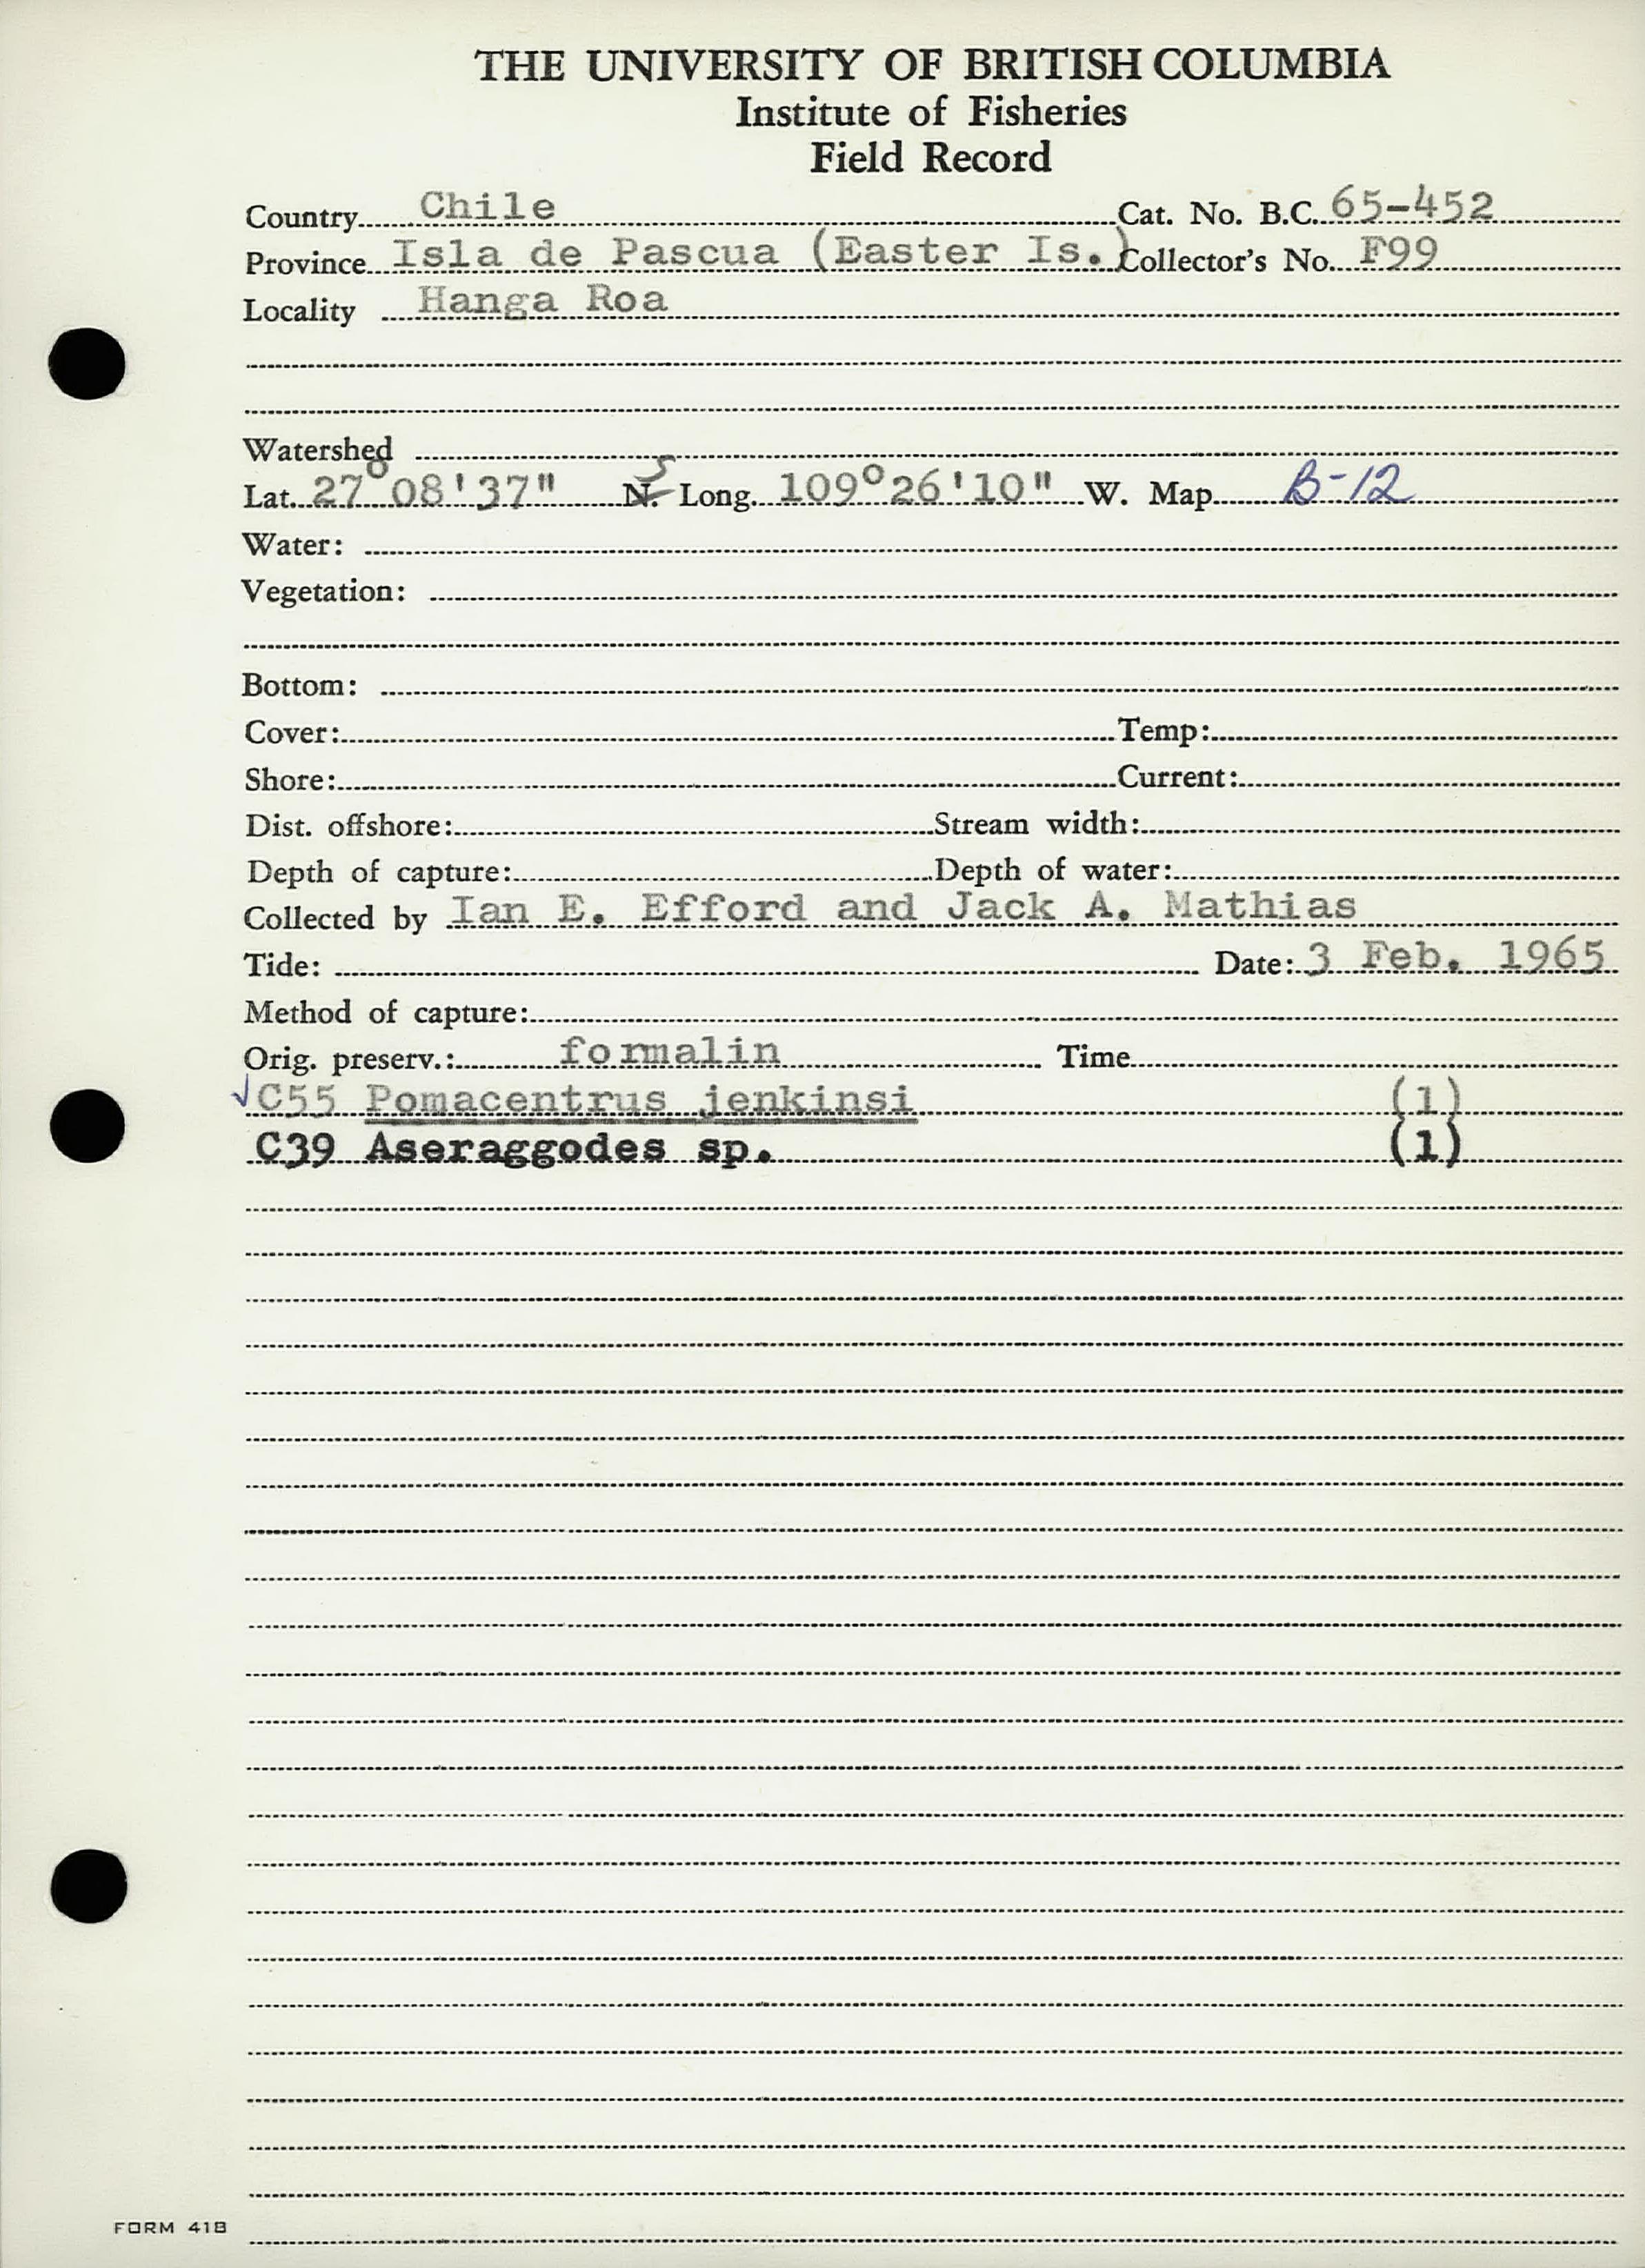 THE UNIVERSITY OF BRITISH COLUMBIA
Institute of Fisheries
Field Record
Country Chile Cat. No. B.C. 65-452
Province Isla de Pascua (Easter Is.) Collector's No. F99
Locality Hanga Roa
Watershed
Lat. 27°08'37" N. S Long. 109°26'10" W. Map B-12
Water:
Vegetation:
Bottom:
Cover: Temp:
Shore: Current:
Dist. offshore: Stream width:
Depth of capture: Depth of water:
Collected by Ian E. Efford and Jack A. Mathias
Tide: Date: 3 Feb. 1965
Method of capture:
Orig. preserv.: formalin Time
✓ C55 Pomacentrus jenkinsi (1)
C39 Aseraggodes sp. (1)
FORM 41B